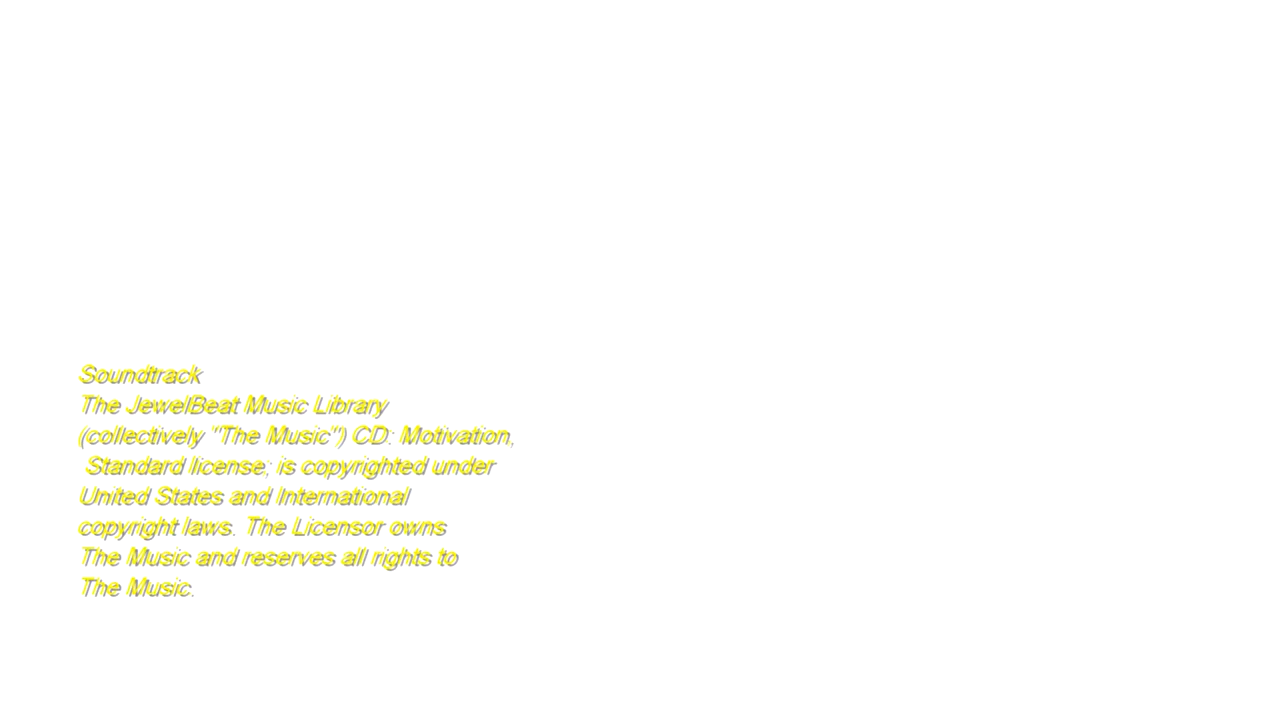 Soundtrack
The JewelBeat Music Library
(collectively "The Music") CD: Motivation,
Standard license; is copyrighted under
United States and International
copyright laws. The Licensor owns
The Music and reserves all rights to
The Music.